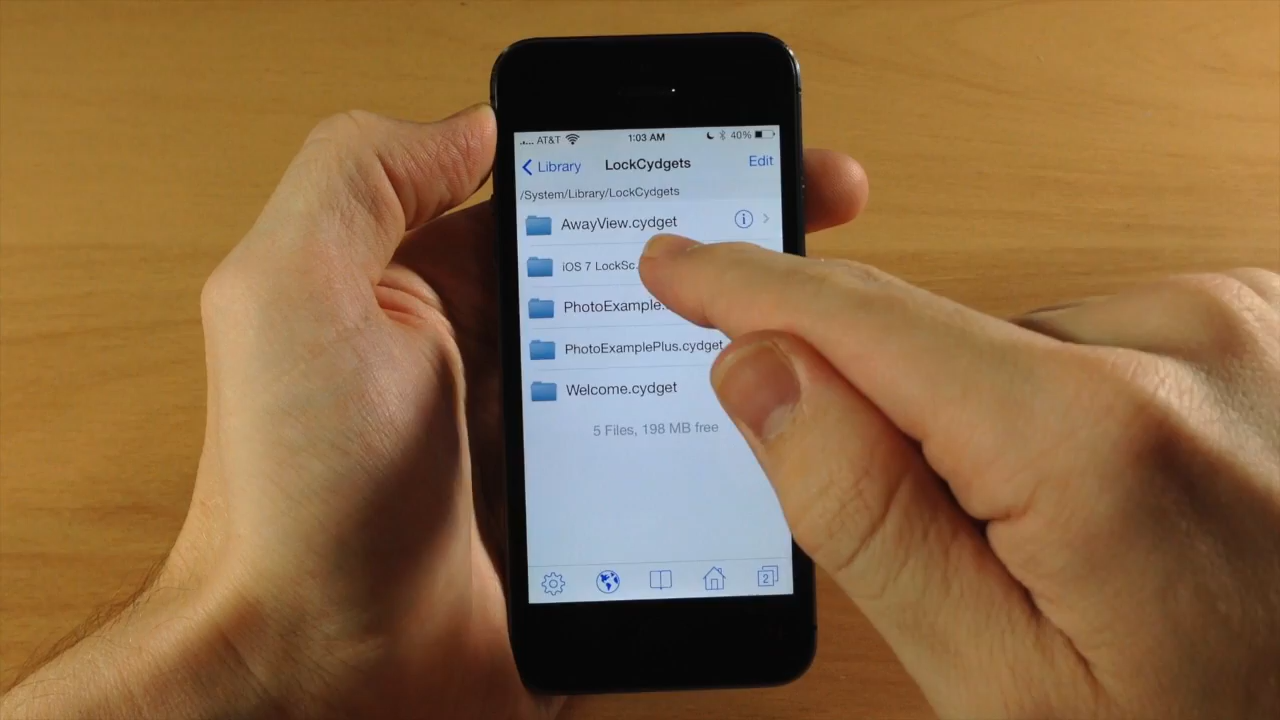 AT&T 1:03 AM 40%
Library LockCydgets Edit
/System/Library/LockCydgets
AwayView.cydget
iOS 7 LockSc
PhotoExample.
PhotoExamplePlus.cydget
Welcome.cydget
5 Files, 198 MB free
2